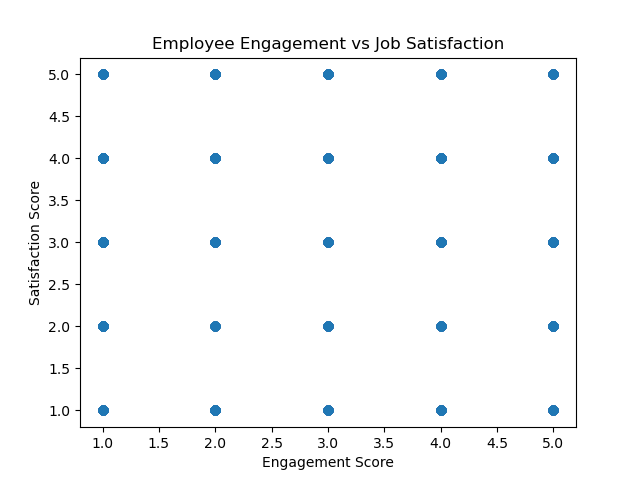 Employee Engagement vs Job Satisfaction
5.0
4.5
4.0
3.5
3.0
2.5
2.0
1.5
1.0
Satisfaction Score
1.0 1.5 2.0 2.5 3.0 3.5 4.0 4.5 5.0
Engagement Score